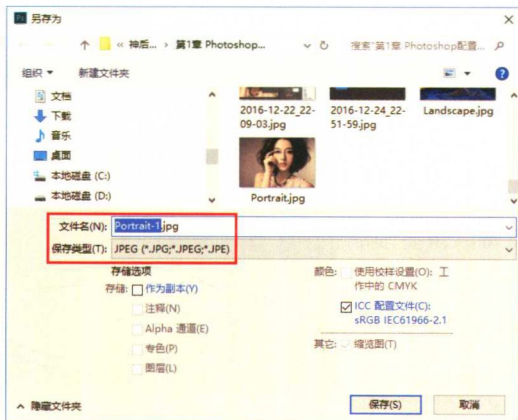 Ps 另存为
« 神后... › 第1章 Photoshop...
搜索"第1章 Photoshop配置...
组织 新建文件夹
文档
下载
音乐
桌面
本地磁盘 (C:)
本地磁盘 (D:)
2016-12-22_22-09-03.jpg
2016-12-24_22-51-59.jpg
Landscape.jpg
Portrait.jpg
文件名(N): Portrait-1.jpg
保存类型(T): JPEG (*.JPG;*.JPEG;*.JPE)
存储选项
存储: 作为副本(Y)
注释(N)
Alpha 通道(E)
专色(P)
图层(L)
颜色: 使用校样设置(O): 工
作中的 CMYK
ICC 配置文件(C):
sRGB IEC61966-2.1
其它: 缩览图(T)
隐藏文件夹
保存(S) 取消